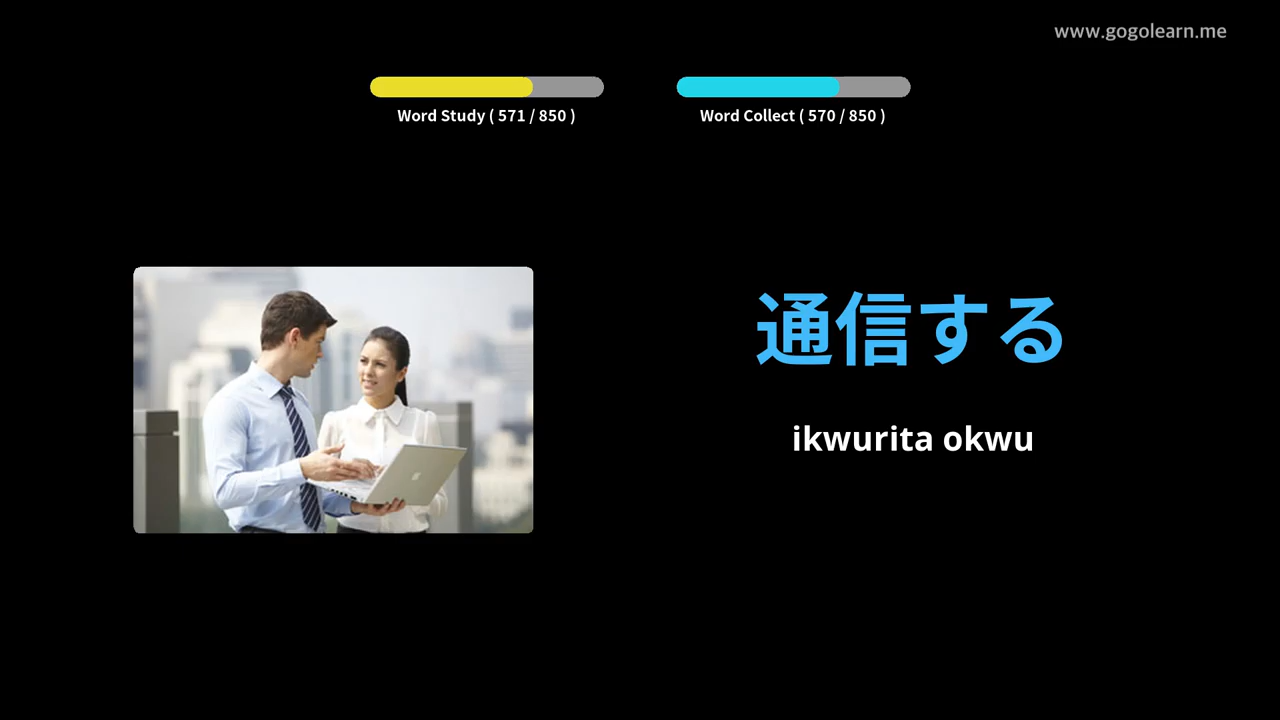 www.gogolearn.me
Word Study ( 571 / 850 )
Word Collect ( 570 / 850 )
通信する
ikwurita okwu